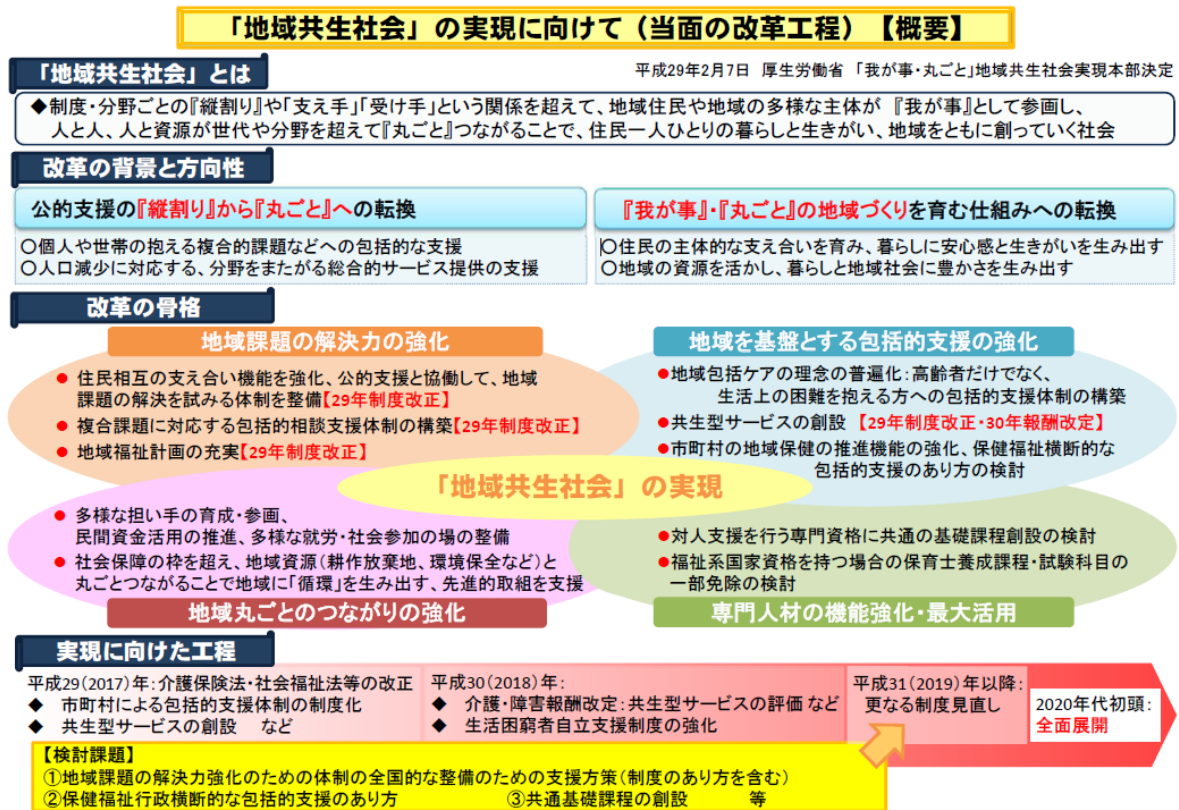 「地域共生社会」の実現に向けて（当面の改革工程）【概要】
「地域共生社会」とは
平成29年2月7日　厚生労働省　「我が事・丸ごと」地域共生社会実現本部決定
◆制度・分野ごとの『縦割り』や「支え手」「受け手」という関係を超えて、地域住民や地域の多様な主体が　『我が事』として参画し、
人と人、人と資源が世代や分野を超えて『丸ごと』つながることで、住民一人ひとりの暮らしと生きがい、地域をともに創っていく社会
改革の背景と方向性
公的支援の『縦割り』から『丸ごと』への転換
○個人や世帯の抱える複合的課題などへの包括的な支援
○人口減少に対応する、分野をまたがる総合的サービス提供の支援
『我が事』・『丸ごと』の地域づくりを育む仕組みへの転換
○住民の主体的な支え合いを育み、暮らしに安心感と生きがいを生み出す
○地域の資源を活かし、暮らしと地域社会に豊かさを生み出す
改革の骨格
地域課題の解決力の強化
● 住民相互の支え合い機能を強化、公的支援と協働して、地域
課題の解決を試みる体制を整備【29年制度改正】
● 複合課題に対応する包括的相談支援体制の構築【29年制度改正】
● 地域福祉計画の充実【29年制度改正】
地域を基盤とする包括的支援の強化
●地域包括ケアの理念の普遍化：高齢者だけでなく、
生活上の困難を抱える方への包括的支援体制の構築
●共生型サービスの創設　【29年制度改正・30年報酬改定】
●市町村の地域保健の推進機能の強化、保健福祉横断的な
包括的支援のあり方の検討
「地域共生社会」の実現
● 多様な担い手の育成・参画、
民間資金活用の推進、多様な就労・社会参加の場の整備
● 社会保障の枠を超え、地域資源（耕作放棄地、環境保全など）と
丸ごとつながることで地域に「循環」を生み出す、先進的取組を支援
地域丸ごとのつながりの強化
●対人支援を行う専門資格に共通の基礎課程創設の検討
●福祉系国家資格を持つ場合の保育士養成課程・試験科目の
一部免除の検討
専門人材の機能強化・最大活用
実現に向けた工程
平成29（2017）年：介護保険法・社会福祉法等の改正
◆　市町村による包括的支援体制の制度化
◆　共生型サービスの創設　など
平成30（2018）年：
◆　介護・障害報酬改定：共生型サービスの評価 など
◆　生活困窮者自立支援制度の強化
平成31（2019）年以降：
更なる制度見直し
2020年代初頭：
全面展開
【検討課題】
①地域課題の解決力強化のための体制の全国的な整備のための支援方策（制度のあり方を含む）
②保健福祉行政横断的な包括的支援のあり方　③共通基礎課程の創設　等